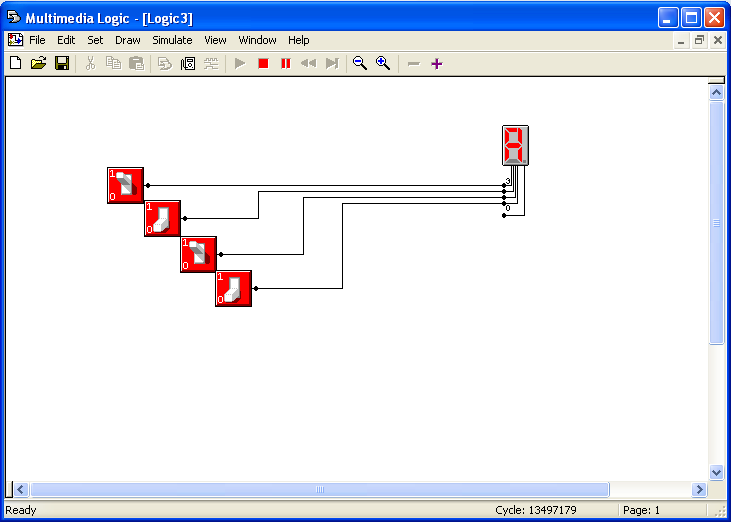 Multimedia Logic - [Logic3]
File Edit Set Draw Simulate View Window Help
A
3
0
1
0
1
0
1
0
1
0
Ready
Cycle: 13497179
Page: 1